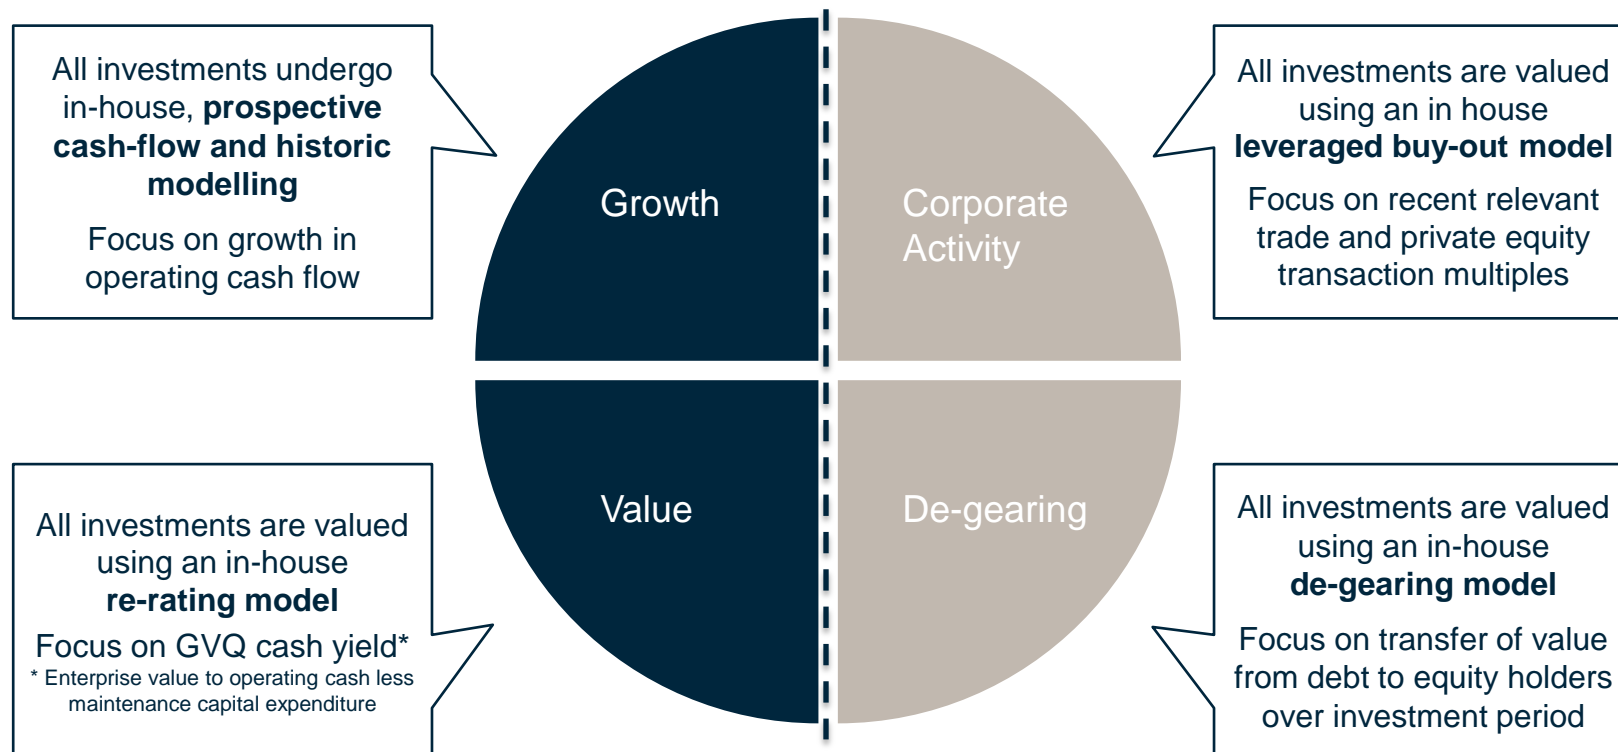 All investments undergo
in-house, prospective
cash-flow and historic
modelling
Focus on growth in
operating cash flow
Growth
Corporate
Activity
All investments are valued
using an in house
leveraged buy-out model
Focus on recent relevant
trade and private equity
transaction multiples
All investments are valued
using an in-house
re-rating model
Focus on GVQ cash yield*
* Enterprise value to operating cash less
maintenance capital expenditure
Value
De-gearing
All investments are valued
using an in-house
de-gearing model
Focus on transfer of value
from debt to equity holders
over investment period